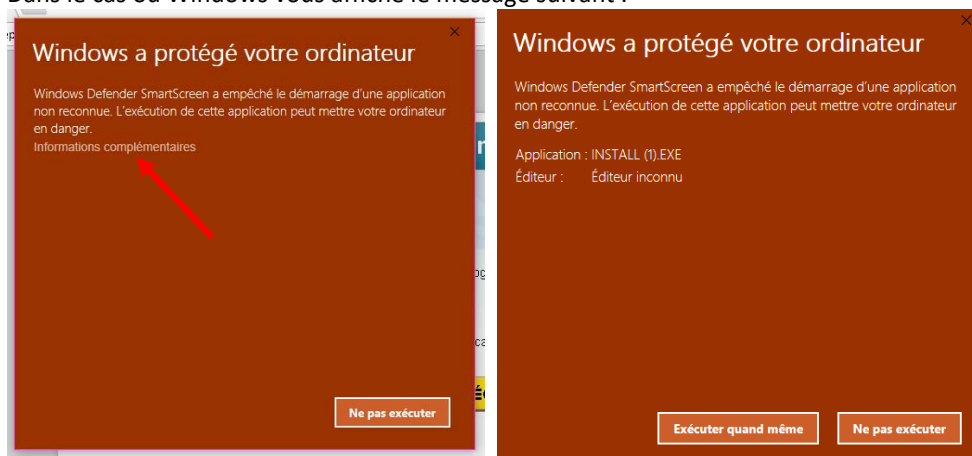 Dans le cas où Windows vous affiche le message suivant :
Windows a protégé votre ordinateur
Windows Defender SmartScreen a empêché le démarrage d'une application
non reconnue. L'exécution de cette application peut mettre votre ordinateur
en danger.
Informations complémentaires
Ne pas exécuter
Windows a protégé votre ordinateur
Windows Defender SmartScreen a empêché le démarrage d'une application
non reconnue. L'exécution de cette application peut mettre votre ordinateur
en danger.
Application : INSTALL (1).EXE
Éditeur : Éditeur inconnu
Exécuter quand même
Ne pas exécuter